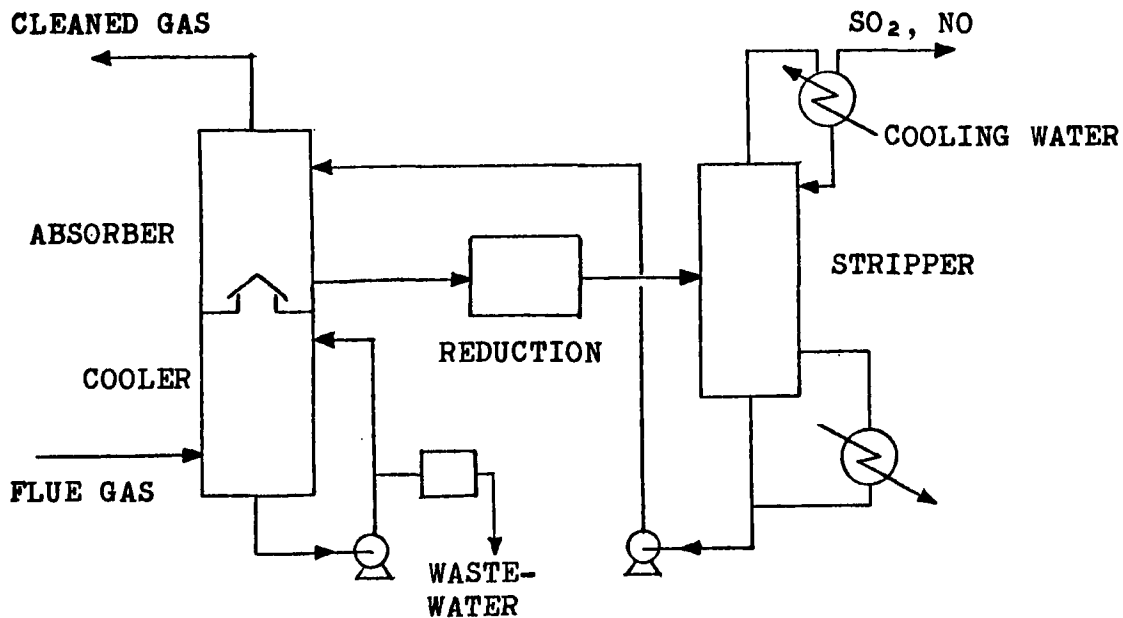 CLEANED GAS
SO₂, NO
COOLING WATER
ABSORBER
STRIPPER
REDUCTION
COOLER
FLUE GAS
WASTE-
WATER